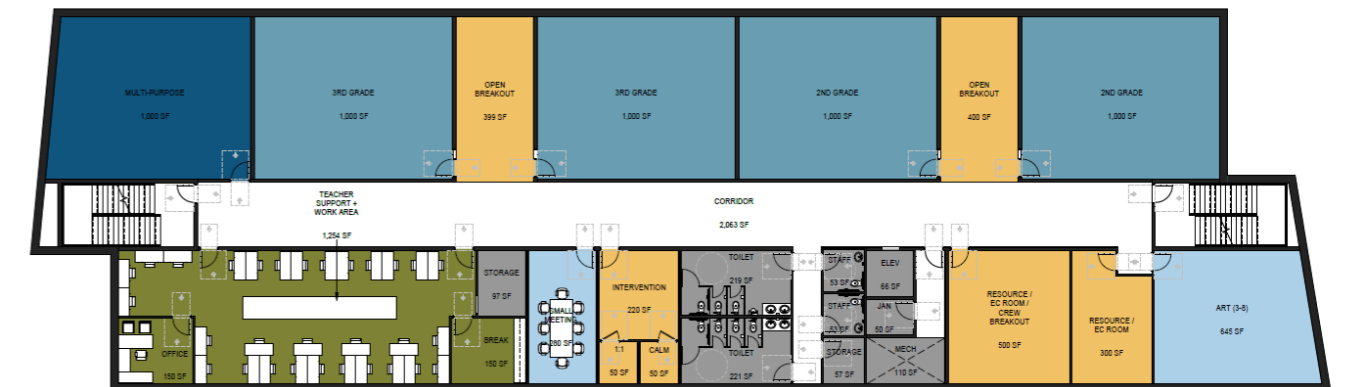 MULTI-PURPOSE
1,000 SF
3RD GRADE
1,000 SF
OPEN
BREAKOUT
399 SF
3RD GRADE
1,000 SF
2ND GRADE
1,000 SF
OPEN
BREAKOUT
400 SF
2ND GRADE
1,000 SF
TEACHER
SUPPORT +
WORK AREA
1,254 SF
CORRIDOR
2,063 SF
OFFICE
150 SF
STORAGE
97 SF
BREAK
150 SF
SMALL
MEETING
280 SF
INTERVENTION
220 SF
1:1
50 SF
CALM
50 SF
TOILET
219 SF
TOILET
221 SF
STAFF
53 SF
STAFF
53 SF
STORAGE
57 SF
ELEV
66 SF
JAN
50 SF
MECH
110 SF
RESOURCE /
EC ROOM /
CREW
BREAKOUT
500 SF
RESOURCE /
EC ROOM
300 SF
ART (3-8)
645 SF